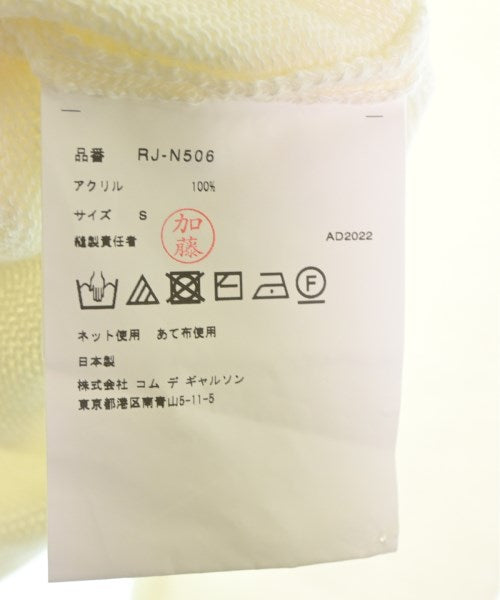 品番 RJ-N506
アクリル 100%
サイズ S
縫製責任者 加藤 AD2022
F
ネット使用 あて布使用
日本製
株式会社 コム デ ギャルソン
東京都港区南青山5-11-5